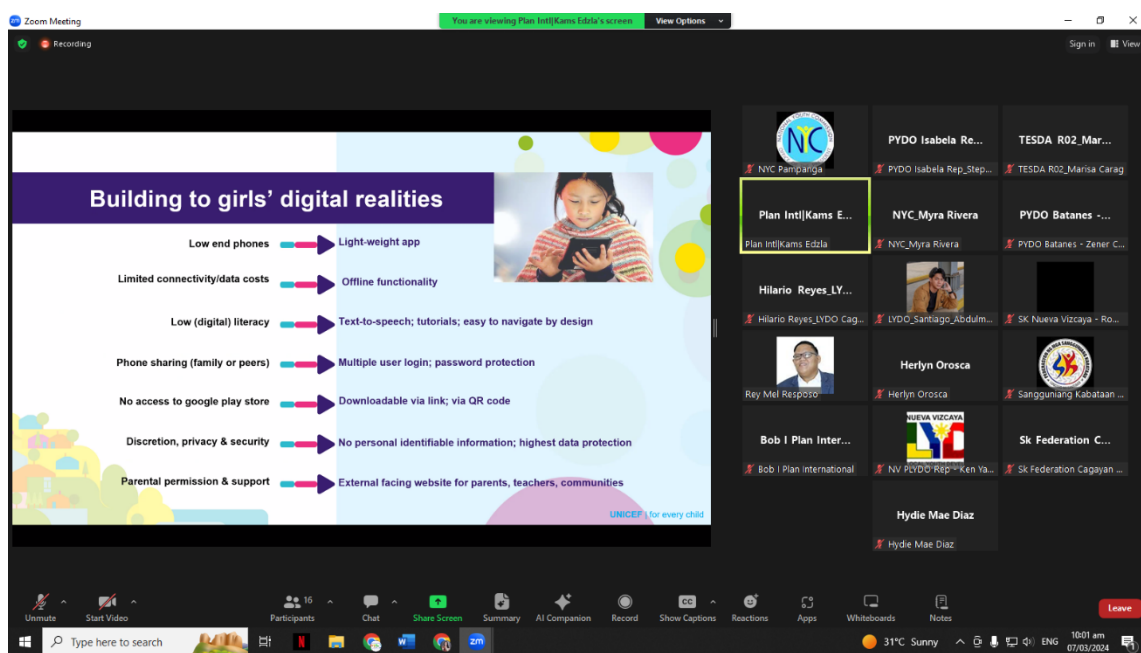 Zoom Meeting
You are viewing Plan Intl|Kams Edzla's screen
View Options
Recording
Sign in
View
Building to girls' digital realities
Low end phones
Light-weight app
Limited connectivity/data costs
Offline functionality
Low (digital) literacy
Text-to-speech; tutorials; easy to navigate by design
Phone sharing (family or peers)
Multiple user login; password protection
No access to google play store
Downloadable via link; via QR code
Discretion, privacy & security
No personal identifiable information; highest data protection
Parental permission & support
External facing website for parents, teachers, communities
UNICEF | for every child
NYC
NYC Pampanga
PYDO Isabela Re...
PYDO Isabela Rep_Step...
TESDA R02_Mar...
TESDA R02_Marisa Carag
Plan Intl|Kams E...
Plan Intl|Kams Edzla
NYC_Myra Rivera
NYC_Myra Rivera
PYDO Batanes -...
PYDO Batanes - Zener C...
Hilario Reyes_LY...
Hilario Reyes_LYDO Cag...
LYDO_Santiago_Abdulm...
SK Nueva Vizcaya - Ro...
Rey Mel Resposo
Herlyn Orosca
Herlyn Orosca
Sangguniang Kabataan ...
Bob I Plan Inter...
Bob I Plan International
NUEVA VIZCAYA
NV PLYDO Rep - Ken Ya...
Sk Federation C...
Sk Federation Cagayan ...
Hydie Mae Diaz
Hydie Mae Diaz
Unmute
Start Video
16
Participants
Chat
Share Screen
Summary
AI Companion
Record
CC
Show Captions
Reactions
Apps
Whiteboards
Notes
Leave
Type here to search
N
W
zm
31°C Sunny
ENG
10:01 am
07/03/2024